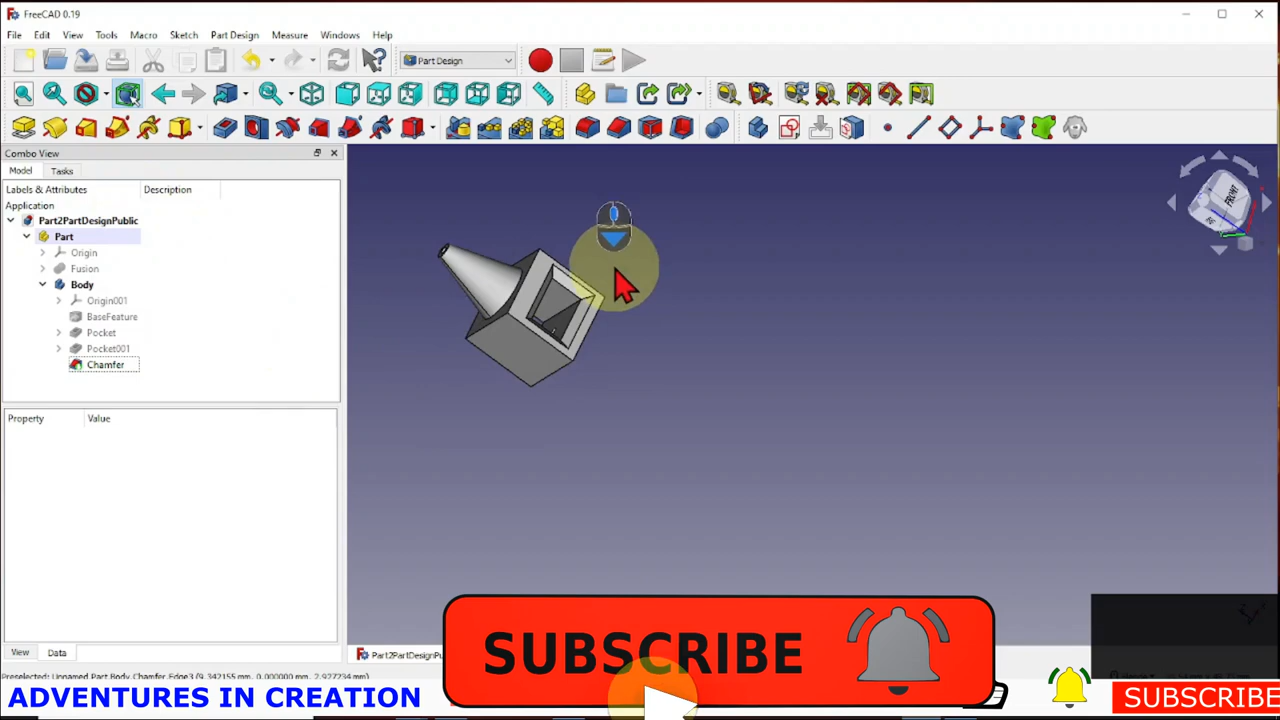 FreeCAD 0.19
File Edit View Tools Macro Sketch Part Design Measure Windows Help
Part Design
Combo View
Model Tasks
Labels & Attributes Description
Application
Part2PartDesignPublic
Part
Origin
Fusion
Body
Origin001
BaseFeature
Pocket
Pocket001
Chamfer
FRONT
Property Value
View Data
Part2PartDesignPu
SUBSCRIBE
Preselected: Unnamed Part.Body.Chamfer.Edge3 (9.342155 mm, 0.000000 mm, 2.977234 mm)
ADVENTURES IN CREATION
SUBSCRIBE